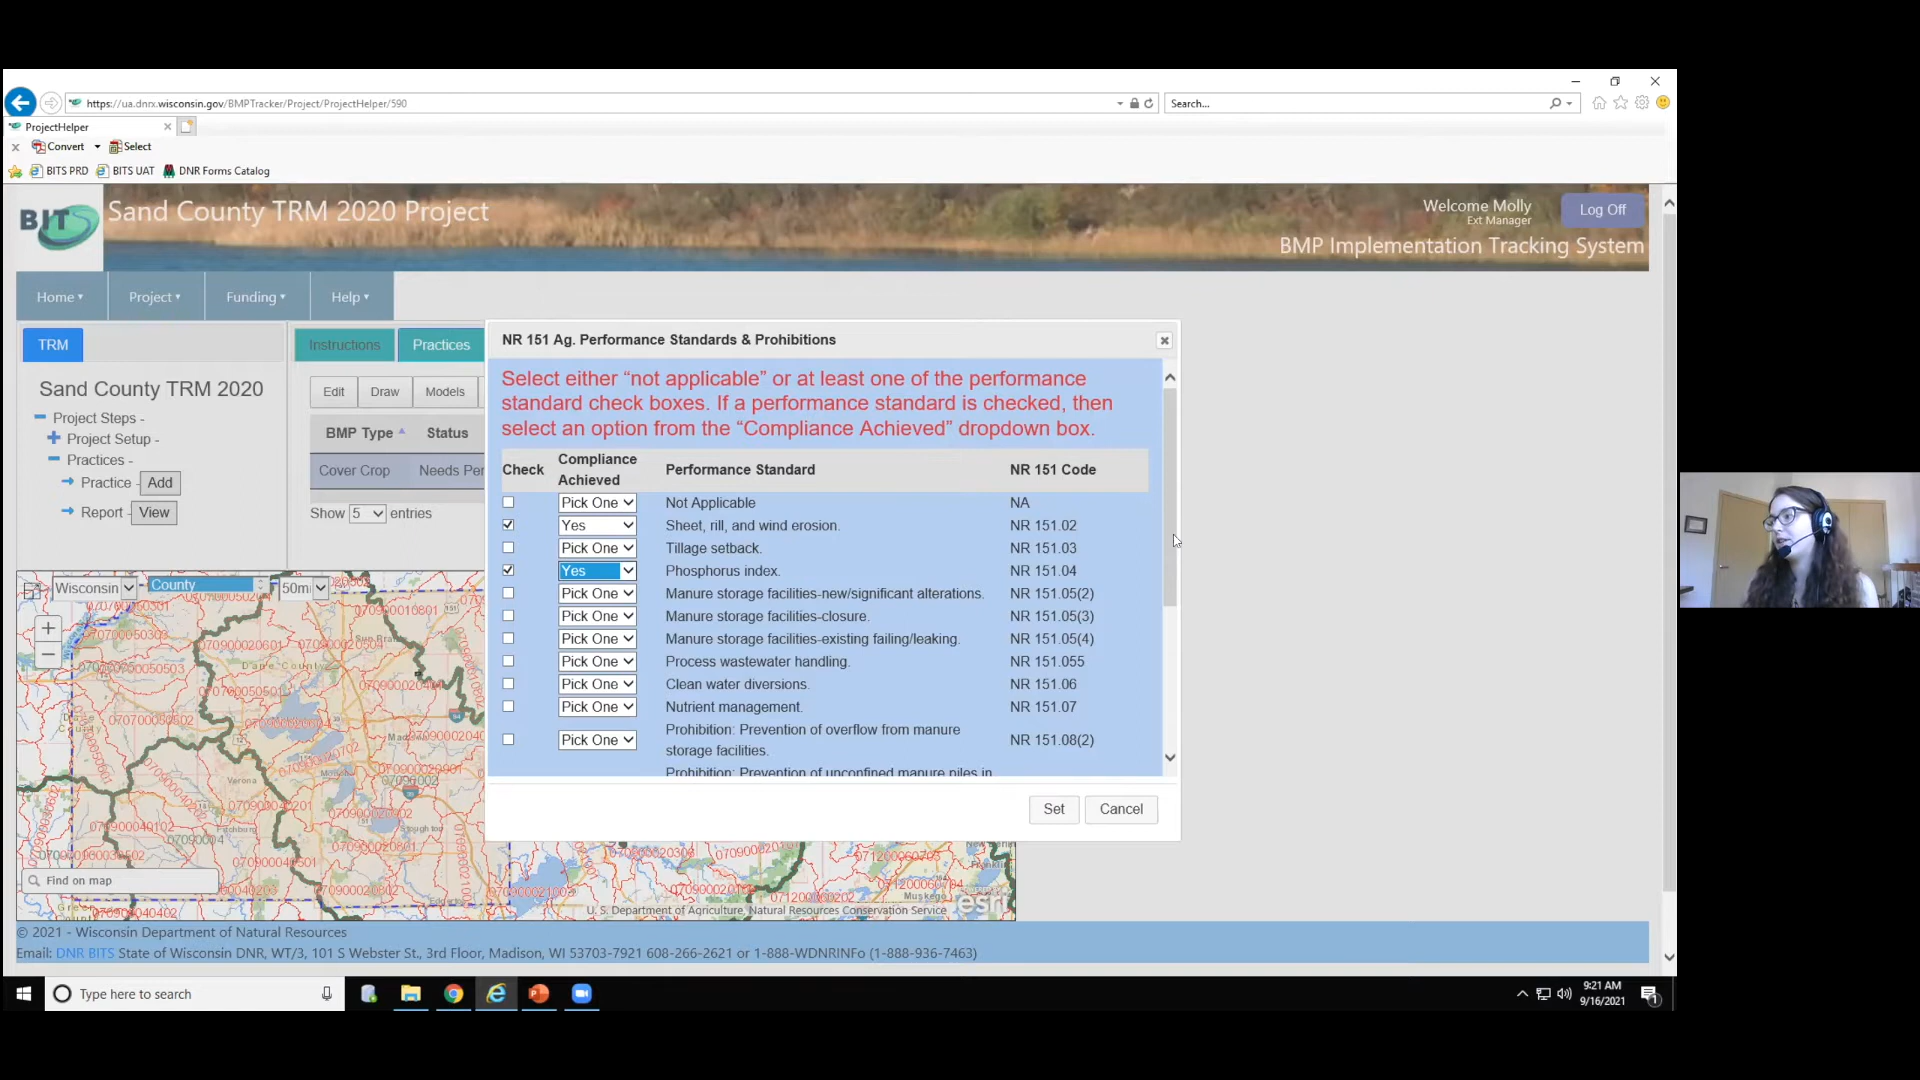 https://ua.dnrx.wisconsin.gov/BMPTracker/Project/ProjectHelper/590
Search...
ProjectHelper
Convert
Select
BITS PRD
BITS UAT
DNR Forms Catalog
BITS
Sand County TRM 2020 Project
Welcome Molly
Ext Manager
Log Off
BMP Implementation Tracking System
Home
Project
Funding
Help
TRM
Instructions
Practices
Sand County TRM 2020
Project Steps -
Project Setup -
Practices -
Practice - Add
Report - View
Edit
Draw
Models
BMP Type
Status
Cover Crop
Needs Per
Show 5 entries
NR 151 Ag. Performance Standards & Prohibitions
Select either “not applicable” or at least one of the performance
standard check boxes. If a performance standard is checked, then
select an option from the “Compliance Achieved” dropdown box.
Check
Compliance
Achieved
Performance Standard
NR 151 Code
Pick One Not Applicable NA
Yes Sheet, rill, and wind erosion. NR 151.02
Pick One Tillage setback. NR 151.03
Yes Phosphorus index. NR 151.04
Pick One Manure storage facilities-new/significant alterations. NR 151.05(2)
Pick One Manure storage facilities-closure. NR 151.05(3)
Pick One Manure storage facilities-existing failing/leaking. NR 151.05(4)
Pick One Process wastewater handling. NR 151.055
Pick One Clean water diversions. NR 151.06
Pick One Nutrient management. NR 151.07
Pick One Prohibition: Prevention of overflow from manure
storage facilities. NR 151.08(2)
Prohibition: Prevention of unconfined manure piles in
Set
Cancel
Wisconsin
County
50m
Dane County
Verona
Find on map
U. S. Department of Agriculture, Natural Resources Conservation Service
esri
© 2021 - Wisconsin Department of Natural Resources
Email: DNR BITS State of Wisconsin DNR, WT/3, 101 S Webster St., 3rd Floor, Madison, WI 53703-7921 608-266-2621 or 1-888-WDNRINFo (1-888-936-7463)
Type here to search
9:21 AM
9/16/2021
1